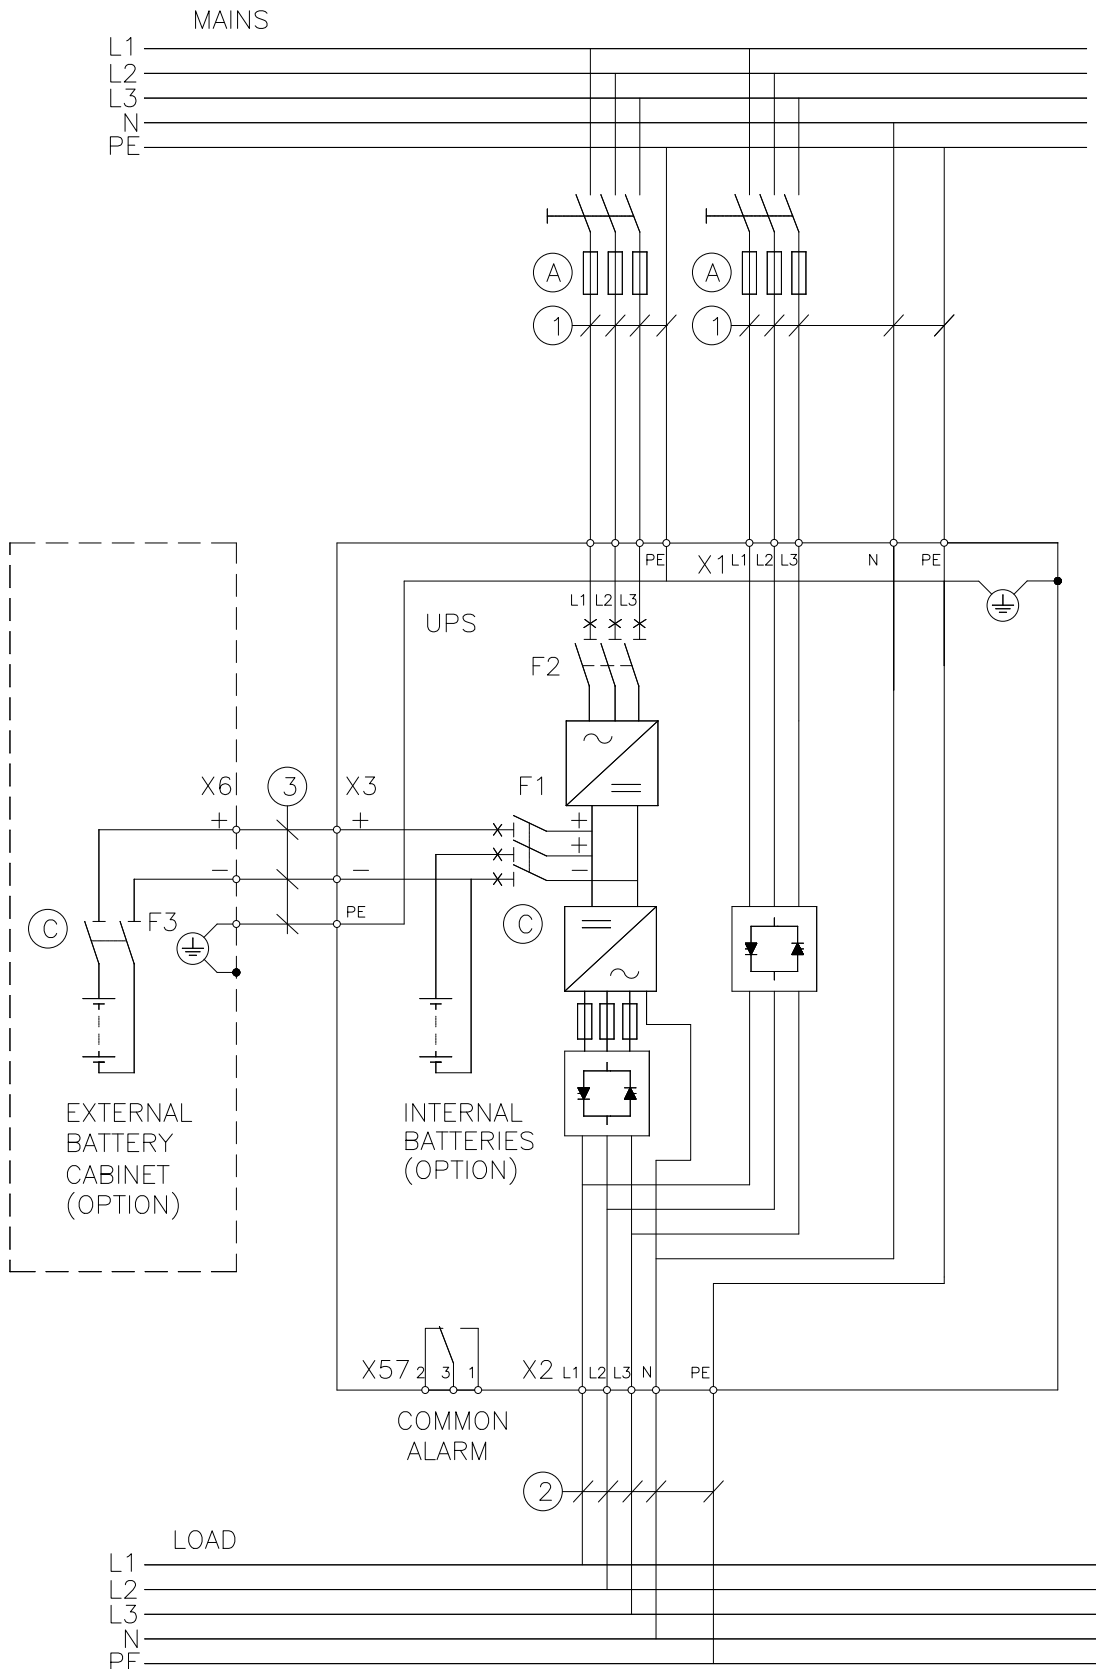 MAINS
L1
L2
L3
N
PE
A
A
1
1
PE
X1 L1 L2 L3
N
PE
L1 L2 L3
UPS
F2
X6
3
X3
F1
+
+
+
+
-
-
-
PE
C
F3
C
EXTERNAL
BATTERY
CABINET
(OPTION)
INTERNAL
BATTERIES
(OPTION)
X57 2 3 1
X2 L1 L2 L3 N
PE
COMMON
ALARM
2
LOAD
L1
L2
L3
N
PE